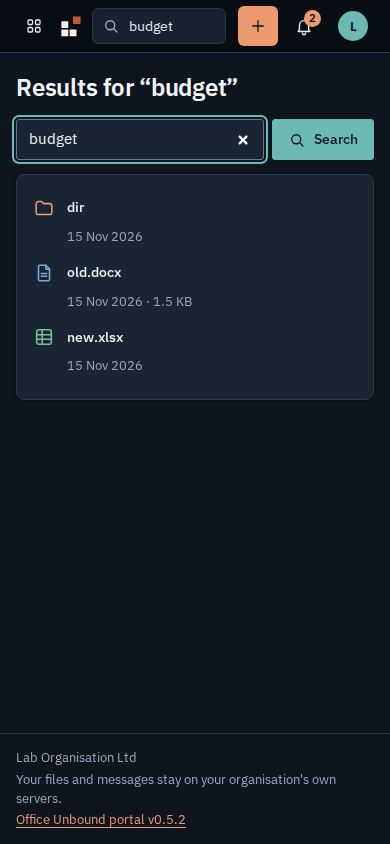 budget
2
L
Results for “budget”
budget
Search
dir
15 Nov 2026
old.docx
15 Nov 2026 · 1.5 KB
new.xlsx
15 Nov 2026
Lab Organisation Ltd
Your files and messages stay on your organisation's own
servers.
Office Unbound portal v0.5.2